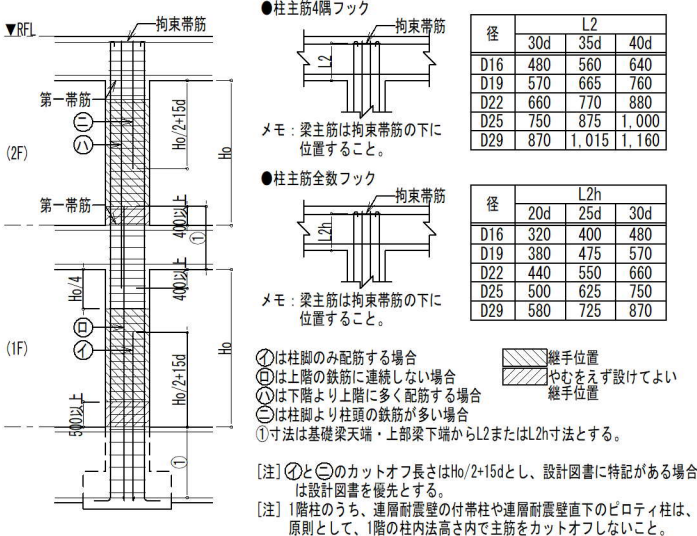 ▼RFL
拘束帯筋
第一帯筋
㋥
㋩
(2F)
Ho/2+15d
Ho
第一帯筋
400以上
①
400以上
Ho/4
㋺
㋑
(1F)
Ho/2+15d
Ho
500以上
①
●柱主筋4隅フック
拘束帯筋
L2
メモ：梁主筋は拘束帯筋の下に
位置すること。
径 L2
30d 35d 40d
D16 480 560 640
D19 570 665 760
D22 660 770 880
D25 750 875 1,000
D29 870 1,015 1,160
●柱主筋全数フック
拘束帯筋
L2h
メモ：梁主筋は拘束帯筋の下に
位置すること。
径 L2h
20d 25d 30d
D16 320 400 480
D19 380 475 570
D22 440 550 660
D25 500 625 750
D29 580 725 870
㋑は柱脚のみ配筋する場合
㋺は上階の鉄筋に連続しない場合
㋩は下階より上階に多く配筋する場合
㋥は柱脚より柱頭の鉄筋が多い場合
①寸法は基礎梁天端・上部梁下端からL2またはL2h寸法とする。
継手位置
やむをえず設けてよい
継手位置
[注] ㋑と㋥のカットオフ長さはHo/2+15dとし、設計図書に特記がある場合
は設計図書を優先とする。
[注] 1階柱のうち、連層耐震壁の付帯柱や連層耐震壁直下のピロティ柱は、
原則として、1階の柱内法高さ内で主筋をカットオフしないこと。